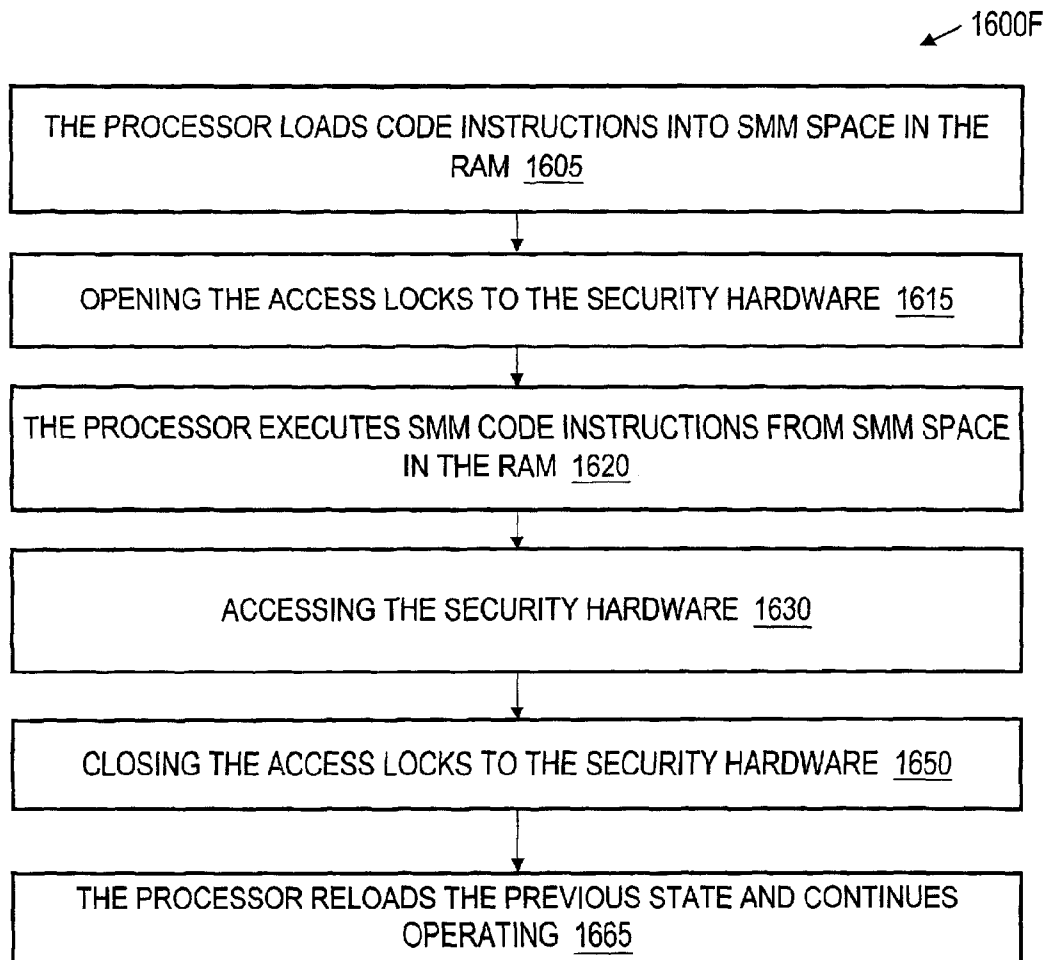 1600F
THE PROCESSOR LOADS CODE INSTRUCTIONS INTO SMM SPACE IN THE
RAM 1605
OPENING THE ACCESS LOCKS TO THE SECURITY HARDWARE 1615
THE PROCESSOR EXECUTES SMM CODE INSTRUCTIONS FROM SMM SPACE
IN THE RAM 1620
ACCESSING THE SECURITY HARDWARE 1630
CLOSING THE ACCESS LOCKS TO THE SECURITY HARDWARE 1650
THE PROCESSOR RELOADS THE PREVIOUS STATE AND CONTINUES
OPERATING 1665